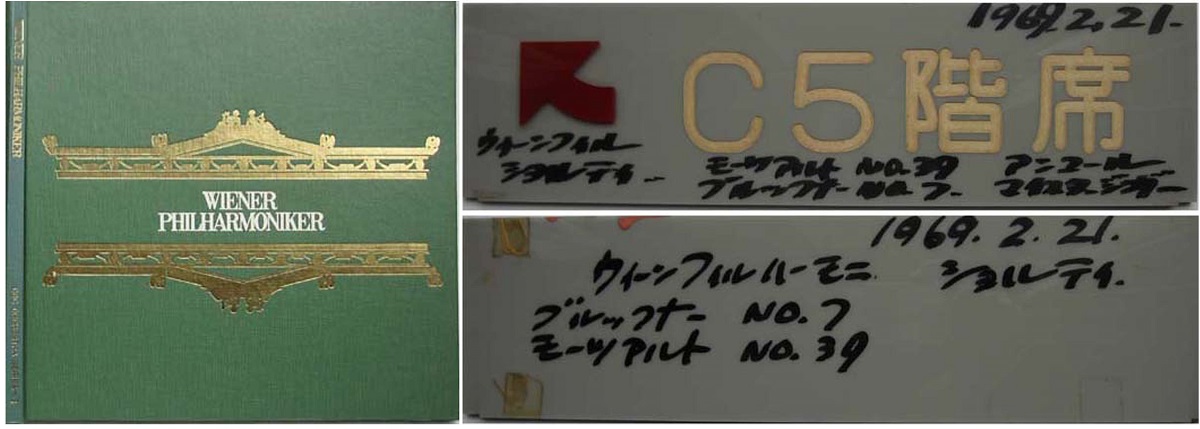 WIENER
PHILHARMONIKER
PHILHARMONIKER
1969.2.21.
C5階席
ウィーンフィル
ショルティ
モーツアルト NO.39
ブルックナー NO.7
アンコール
マイスタージンガー
1969.2.21.
ウィーンフィルハーモニ ショルティ.
ブルックナー NO.7
モーツアルト NO.39